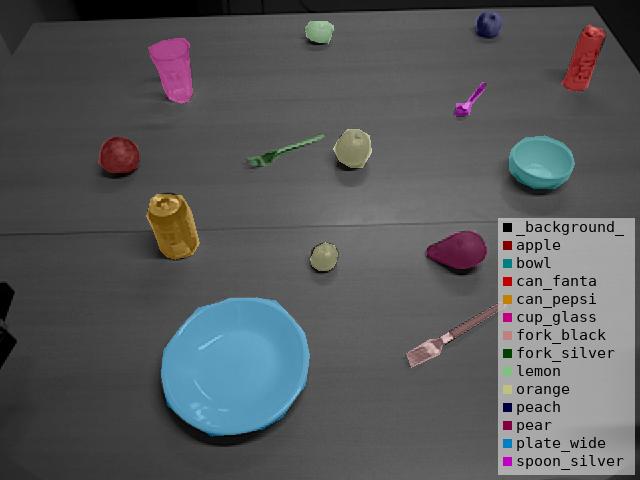 _background_
apple
bowl
can_fanta
can_pepsi
cup_glass
fork_black
fork_silver
lemon
orange
peach
pear
plate_wide
spoon_silver